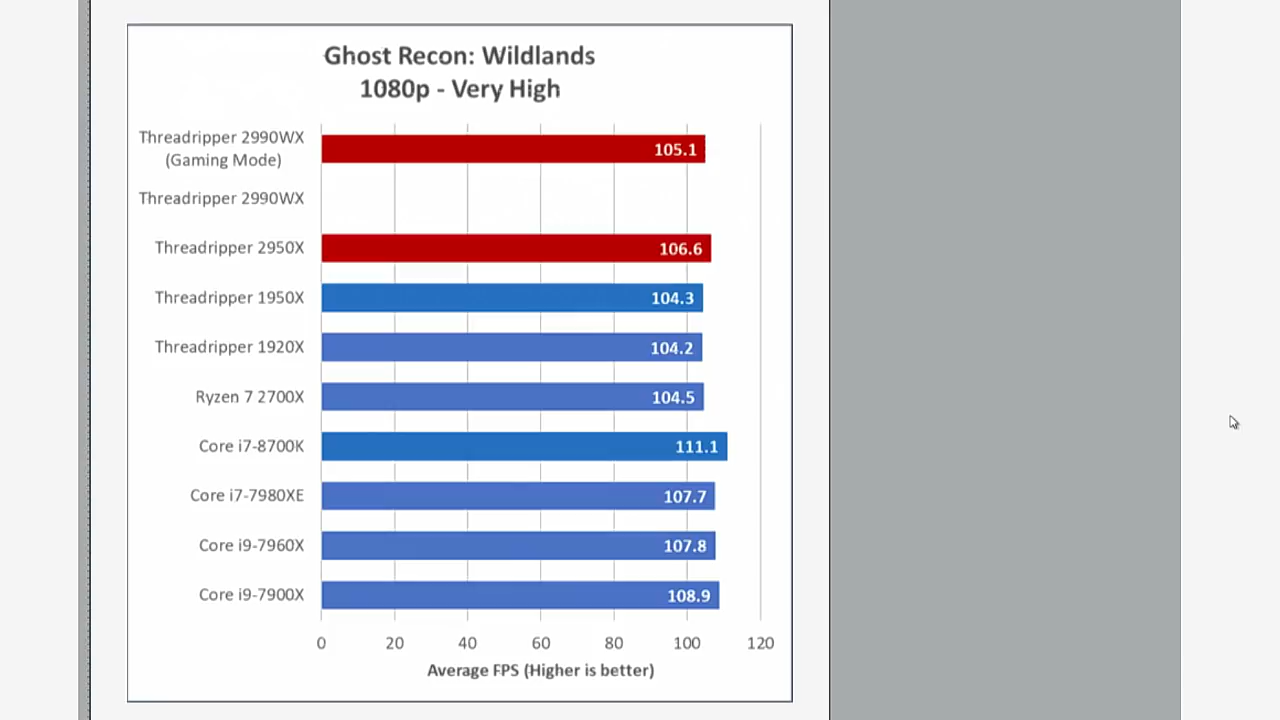 Ghost Recon: Wildlands
1080p - Very High
Threadripper 2990WX
(Gaming Mode)
105.1
Threadripper 2990WX
Threadripper 2950X
106.6
Threadripper 1950X
104.3
Threadripper 1920X
104.2
Ryzen 7 2700X
104.5
Core i7-8700K
111.1
Core i7-7980XE
107.7
Core i9-7960X
107.8
Core i9-7900X
108.9
0 20 40 60 80 100 120
Average FPS (Higher is better)